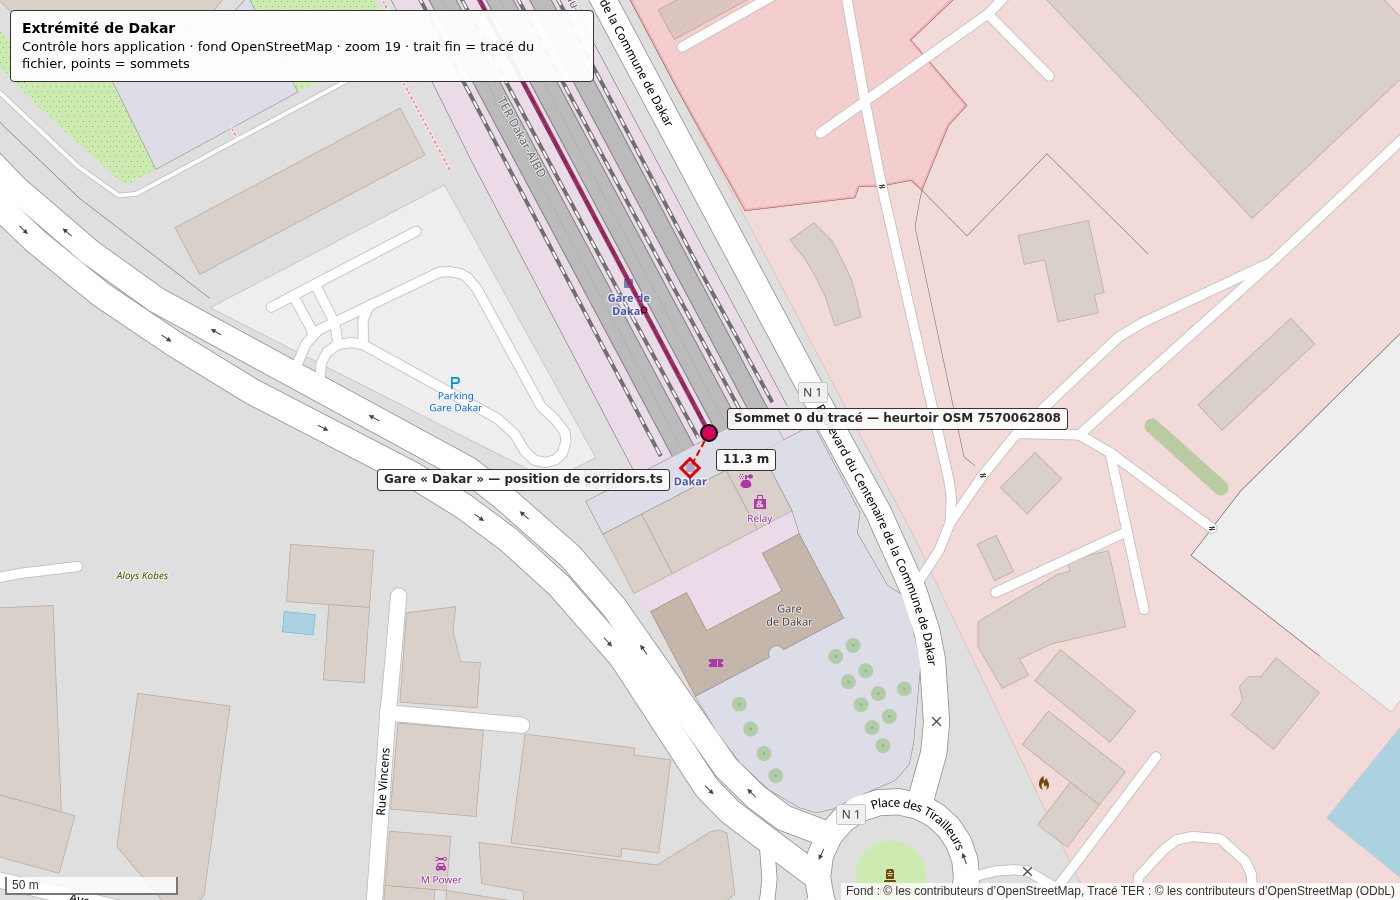 Extrémité de Dakar
Contrôle hors application · fond OpenStreetMap · zoom 19 · trait fin = tracé du
fichier, points = sommets
de la Commune de Dakar
TER Dakar-AIBD
Gare de
Dakar
Parking
Gare Dakar
N 1
Sommet 0 du tracé — heurtoir OSM 7570062808
11.3 m
Gare « Dakar » — position de corridors.ts
Dakar
Relay
Boulevard du Centenaire de la Commune de Dakar
Aloys Kobes
Gare
de Dakar
Rue Vincens
Place des Tirailleurs
N 1
M Power
50 m
Fond : © les contributeurs d’OpenStreetMap, Tracé TER : © les contributeurs d’OpenStreetMap (ODbL)